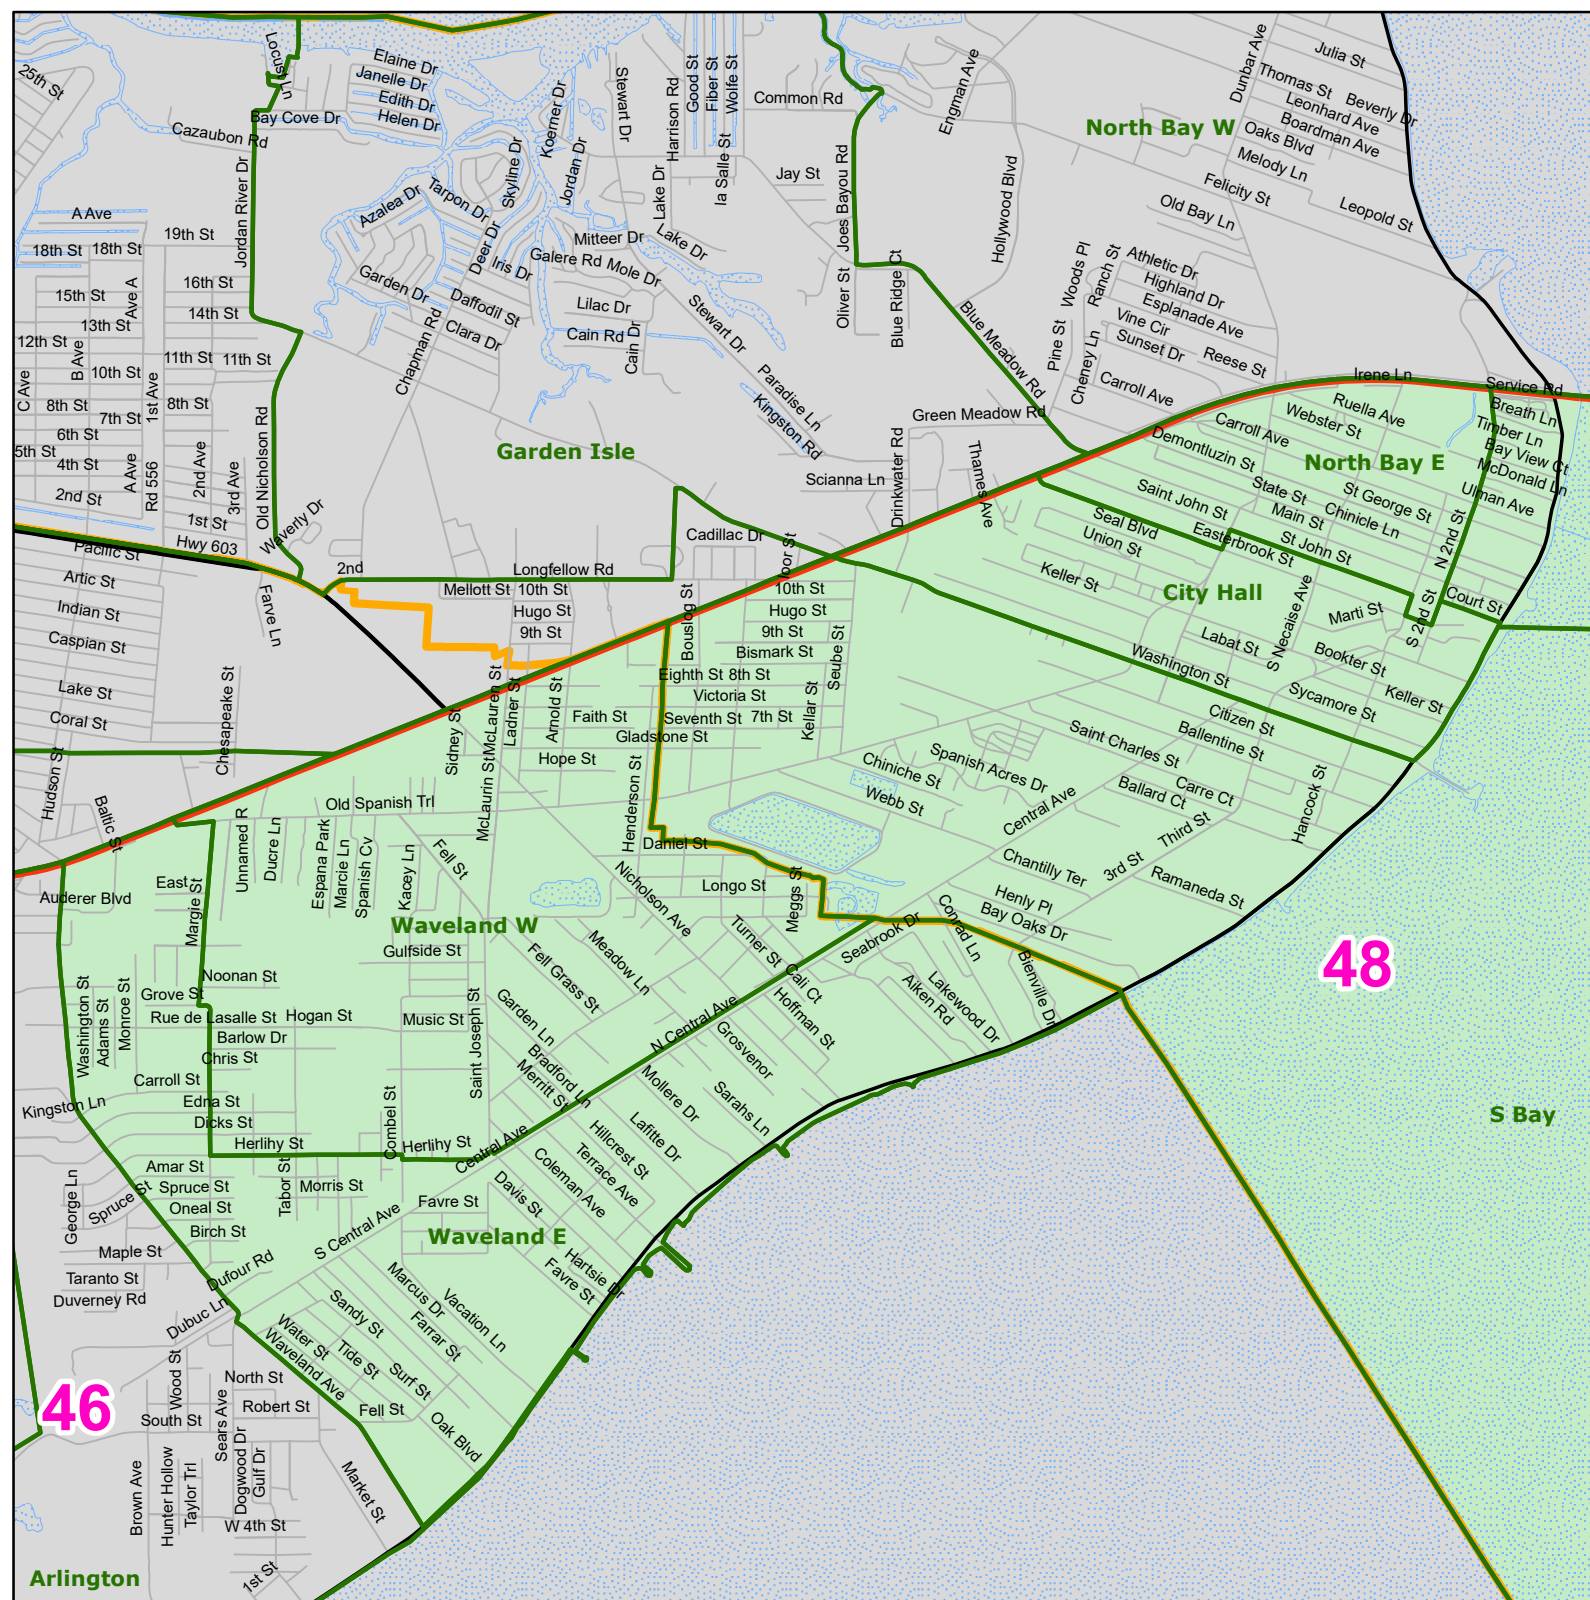 Locust Ln
Elaine Dr
Janelle Dr
Edith Dr
Helen Dr
25th St
Bay Cove Dr
Cazaubon Rd
Koerner Dr
Jordan Dr
Stewart Dr
Harrison Rd
Good St
Fiber St
Wolfe St
la Salle St
Common Rd
Engman Ave
Dunbar Ave
Julia St
Thomas St
Beverly Dr
Leonhard Ave
Boardman Ave
North Bay W
Oaks Blvd
Melody Ln
Felicity St
Leopold St
Old Bay Ln
Jay St
Joes Bayou Rd
Hollywood Blvd
Skyline Dr
Tarpon Dr
Azalea Dr
Deer Dr
Iris Dr
Lake Dr
Lake Dr
Mitteer Dr
Galere Rd
Mole Dr
Jordan River Dr
A Ave
19th St
18th St
18th St
16th St
15th St
Ave A
14th St
13th St
12th St
B Ave
11th St
11th St
10th St
C Ave
1st Ave
8th St
8th St
7th St
6th St
5th St
4th St
A Ave
Rd 556
2nd Ave
3rd Ave
2nd St
1st St
Hwy 603
Old Nicholson Rd
Waverly Dr
Garden Dr
Daffodil St
Clara Dr
Chapman Rd
Lilac Dr
Cain Rd
Cain Dr
Stewart Dr
Paradise Ln
Kingston Rd
Oliver St
Blue Ridge Ct
Blue Meadow Rd
Green Meadow Rd
Woods Pl
Ranch St
Pine St
Cheney Ln
Athletic Dr
Highland Dr
Esplanade Ave
Vine Cir
Sunset Dr
Reese St
Carroll Ave
Irene Ln
Service Rd
Breath Ln
Timber Ln
Bay View Ct
McDonald Ln
Ulman Ave
Ruella Ave
Webster St
Carroll Ave
Demontluzin St
North Bay E
Garden Isle
Scianna Ln
Drinkwater Rd
Thames Ave
Saint John St
State St
Main St
St George St
Chinicle Ln
St John St
N 2nd St
Seal Blvd
Union St
Easterbrook St
Keller St
City Hall
S Necaise Ave
Marti St
S 2nd St
Court St
Labat St
Bookter St
Keller St
Washington St
Sycamore St
Citizen St
Ballentine St
Saint Charles St
Carre Ct
Ballard Ct
Hancock St
Cadillac Dr
Longfellow Rd
2nd
Mellott St
10th St
Hugo St
9th St
Pacific St
Artic St
Indian St
Caspian St
Lake St
Coral St
Farve Ln
Chesapeake St
Hudson St
Baltic St
Bouslog St
10th St
Hugo St
9th St
Bismark St
Eighth St
8th St
Victoria St
Seventh St
7th St
Gladstone St
Kellar St
Seube St
Sidney St
McLauren St
Ladner St
Arnold St
Faith St
Hope St
McLaurin St
Henderson St
Daniel St
Old Spanish Trl
Chiniche St
Webb St
Spanish Acres Dr
Central Ave
Third St
3rd St
Chantilly Ter
Ramaneda St
Henly Pl
Bay Oaks Dr
Conrad Ln
Bienville Dr
Seabrook Dr
Lakewood Dr
Aiken Rd
Longo St
Meggs St
Turner St
Cali Ct
Hoffman St
Nicholson Ave
Meadow Ln
N Central Ave
Grosvenor
Mollere Dr
Sarahs Ln
Lafitte Dr
Hillcrest St
Terrace Ave
Coleman Ave
Davis St
Favre St
Waveland E
Hartsie Dr
Favre St
Waveland W
Unnamed R
Ducre Ln
Espana Park
Marcie Ln
Spanish Cv
Kacey Ln
Fell St
Auderer Blvd
East
Margie St
Gulfside St
Fell Grass St
Garden Ln
Bradford Ln
Merritt St
Saint Joseph St
Music St
Noonan St
Grove St
Rue de Lasalle St
Hogan St
Barlow Dr
Chris St
Carroll St
Washington St
Adams St
Monroe St
Kingston Ln
Edna St
Dicks St
Herlihy St
Herlihy St
Combel St
Central Ave
Amar St
Spruce St
Spruce St
Oneal St
Birch St
Tabor St
Morris St
George Ln
Maple St
Taranto St
Duverney Rd
Dufour Rd
S Central Ave
Dubuc Ln
Marcus Dr
Vacation Ln
Farrar St
Sandy St
Water St
Tide St
Waveland Ave
Surf St
Fell St
Oak Blvd
Wood St
North St
Robert St
South St
Sears Ave
Dogwood Dr
Gulf Dr
Brown Ave
Hunter Hollow
Taylor Trl
W 4th St
1st St
Market St
46
48
S Bay
Arlington